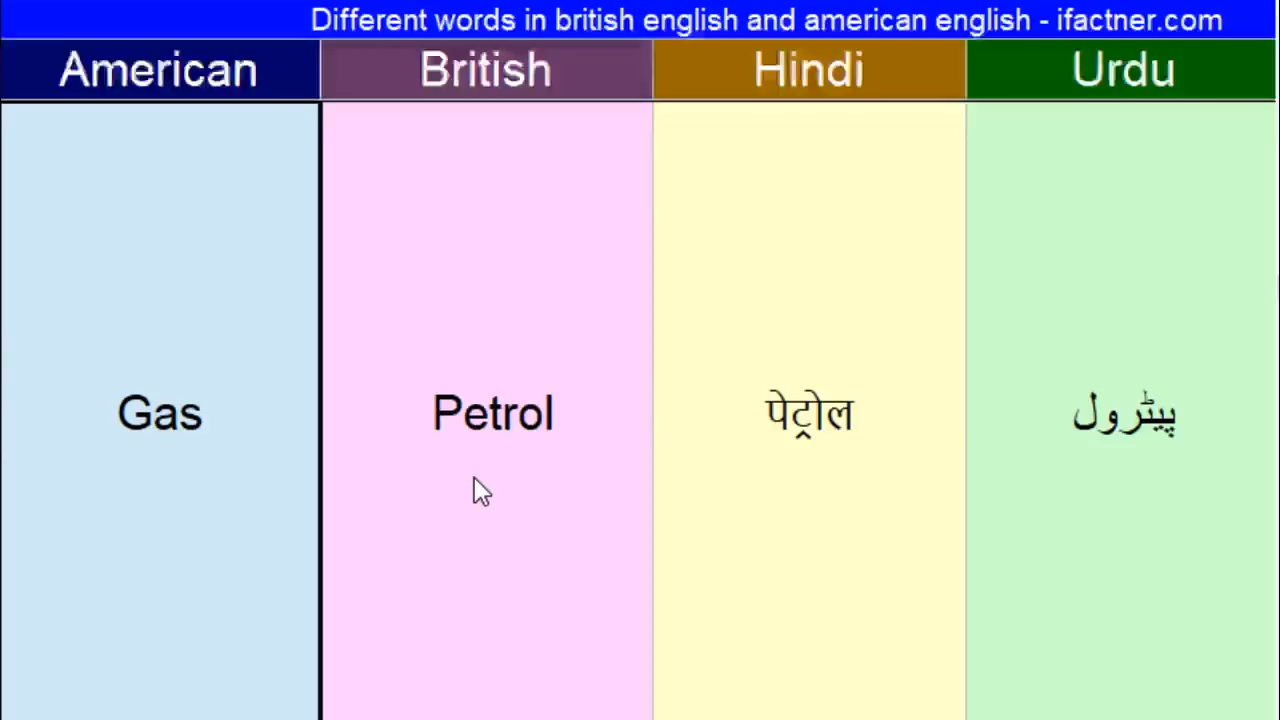 Different words in british english and american english - ifactner.com
American British Hindi Urdu
Gas Petrol पेट्रोल پیٹرول